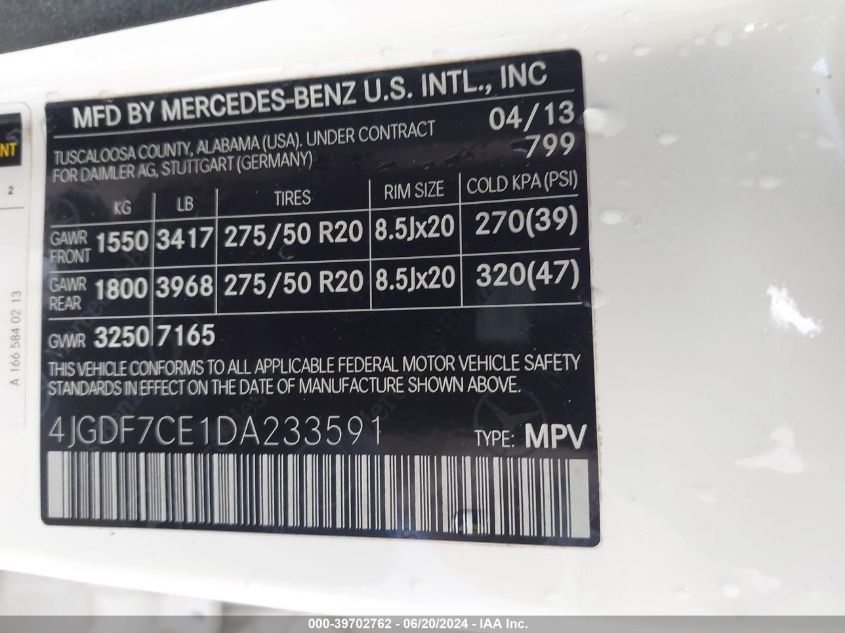 MFD BY MERCEDES-BENZ U.S. INTL., INC
TUSCALOOSA COUNTY, ALABAMA (USA). UNDER CONTRACT 04/13
FOR DAIMLER AG, STUTTGART (GERMANY) 799
KG LB TIRES RIM SIZE COLD KPA (PSI)
GAWR FRONT 1550 3417 275/50 R20 8.5Jx20 270(39)
GAWR REAR 1800 3968 275/50 R20 8.5Jx20 320(47)
GVWR 3250 7165
THIS VEHICLE CONFORMS TO ALL APPLICABLE FEDERAL MOTOR VEHICLE SAFETY
STANDARDS IN EFFECT ON THE DATE OF MANUFACTURE SHOWN ABOVE.
4JGDF7CE1DA233591 TYPE: MPV
NT
2
A 166 584 02 13
000-39702762 - 06/20/2024 - IAA Inc.